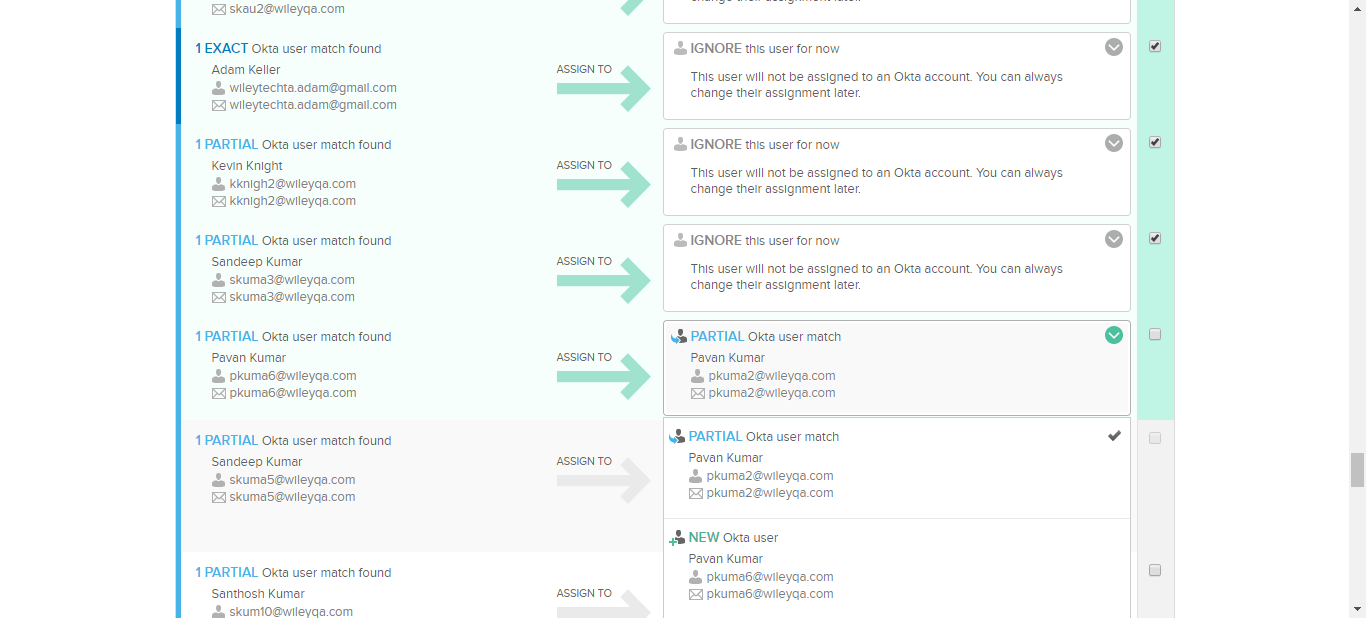 skau2@wileyqa.com
change their assignment later.
1 EXACT Okta user match found
Adam Keller
wileytechta.adam@gmail.com
wileytechta.adam@gmail.com
ASSIGN TO
IGNORE this user for now
This user will not be assigned to an Okta account. You can always
change their assignment later.
1 PARTIAL Okta user match found
Kevin Knight
kknigh2@wileyqa.com
kknigh2@wileyqa.com
ASSIGN TO
IGNORE this user for now
This user will not be assigned to an Okta account. You can always
change their assignment later.
1 PARTIAL Okta user match found
Sandeep Kumar
skuma3@wileyqa.com
skuma3@wileyqa.com
ASSIGN TO
IGNORE this user for now
This user will not be assigned to an Okta account. You can always
change their assignment later.
1 PARTIAL Okta user match found
Pavan Kumar
pkuma6@wileyqa.com
pkuma6@wileyqa.com
ASSIGN TO
PARTIAL Okta user match
Pavan Kumar
pkuma2@wileyqa.com
pkuma2@wileyqa.com
1 PARTIAL Okta user match found
Sandeep Kumar
skuma5@wileyqa.com
skuma5@wileyqa.com
ASSIGN TO
PARTIAL Okta user match
Pavan Kumar
pkuma2@wileyqa.com
pkuma2@wileyqa.com
NEW Okta user
Pavan Kumar
pkuma6@wileyqa.com
pkuma6@wileyqa.com
1 PARTIAL Okta user match found
Santhosh Kumar
skum10@wileyqa.com
ASSIGN TO